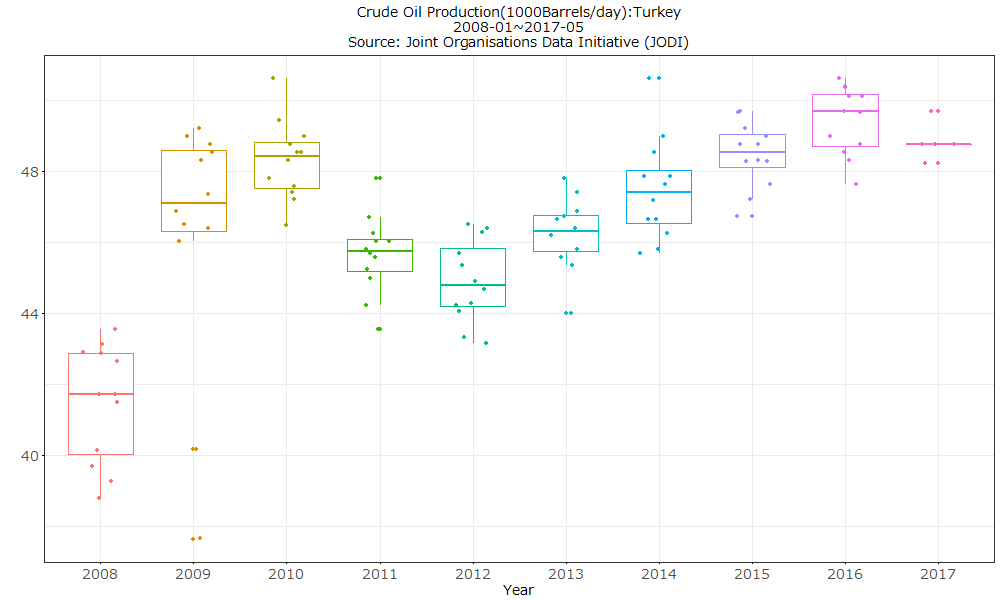 Crude Oil Production(1000Barrels/day):Turkey
2008-01~2017-05
Source: Joint Organisations Data Initiative (JODI)
48
44
40
2008 2009 2010 2011 2012 2013 2014 2015 2016 2017
Year